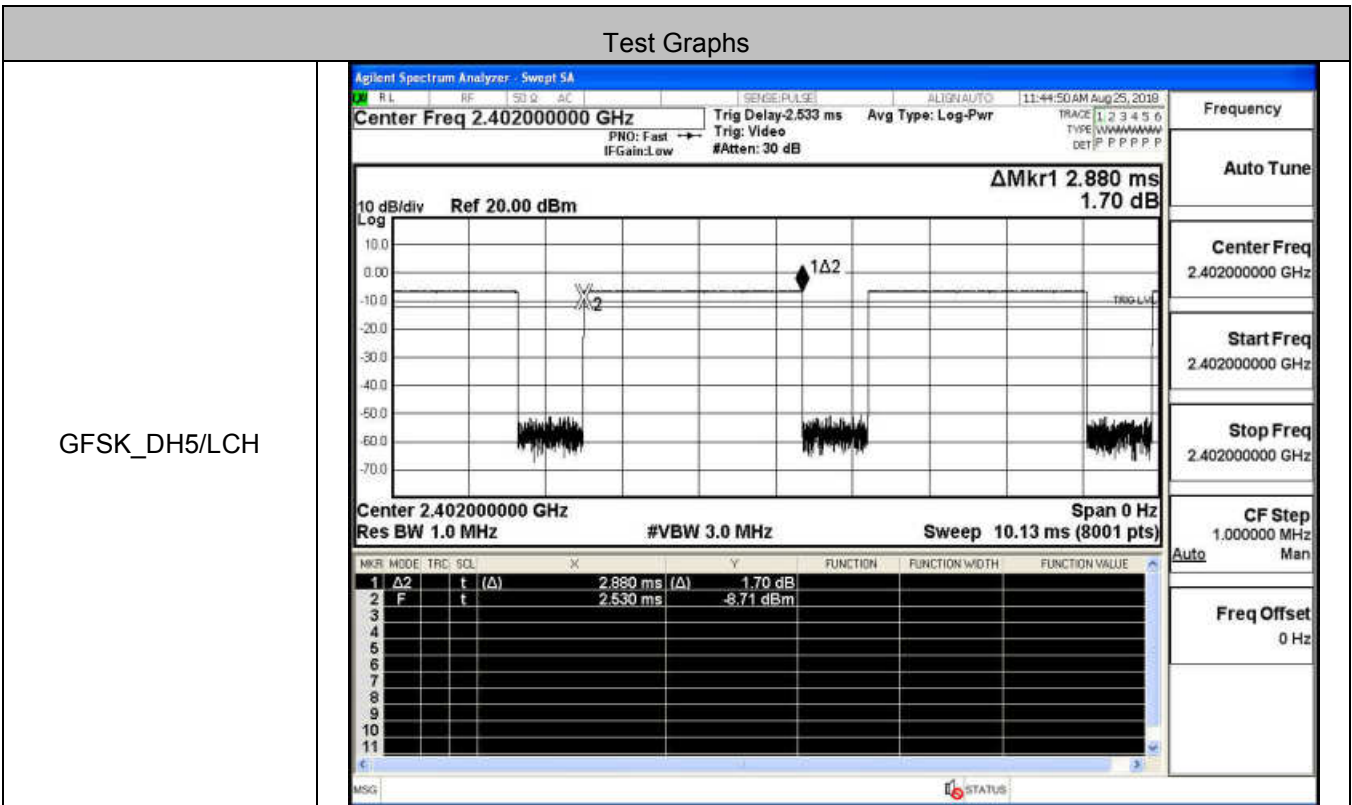 Test Graphs
GFSK_DH5/LCH
Agilent Spectrum Analyzer - Swept SA
RL RF 50 Ω AC SENSE:PULSE ALIGNAUTO 11:44:50 AM Aug 25, 2018
Center Freq 2.402000000 GHz Trig Delay-2.533 ms Avg Type: Log-Pwr TRACE 1 2 3 4 5 6
PNO: Fast Trig: Video TYPE
IFGain:Low #Atten: 30 dB DET P P P P P P
ΔMkr1 2.880 ms
1.70 dB
10 dB/div Ref 20.00 dBm
Log
10.0
0.00
-10.0
-20.0
-30.0
-40.0
-50.0
-60.0
-70.0
1Δ2
2
TRIG LVL
Center 2.402000000 GHz Span 0 Hz
Res BW 1.0 MHz #VBW 3.0 MHz Sweep 10.13 ms (8001 pts)
MKR MODE TRC SCL X Y FUNCTION FUNCTION WIDTH FUNCTION VALUE
1 Δ2 t (Δ) 2.880 ms (Δ) 1.70 dB
2 F t 2.530 ms -8.71 dBm
3
4
5
6
7
8
9
10
11
MSG STATUS
Frequency
Auto Tune
Center Freq
2.402000000 GHz
Start Freq
2.402000000 GHz
Stop Freq
2.402000000 GHz
CF Step
1.000000 MHz
Auto Man
Freq Offset
0 Hz